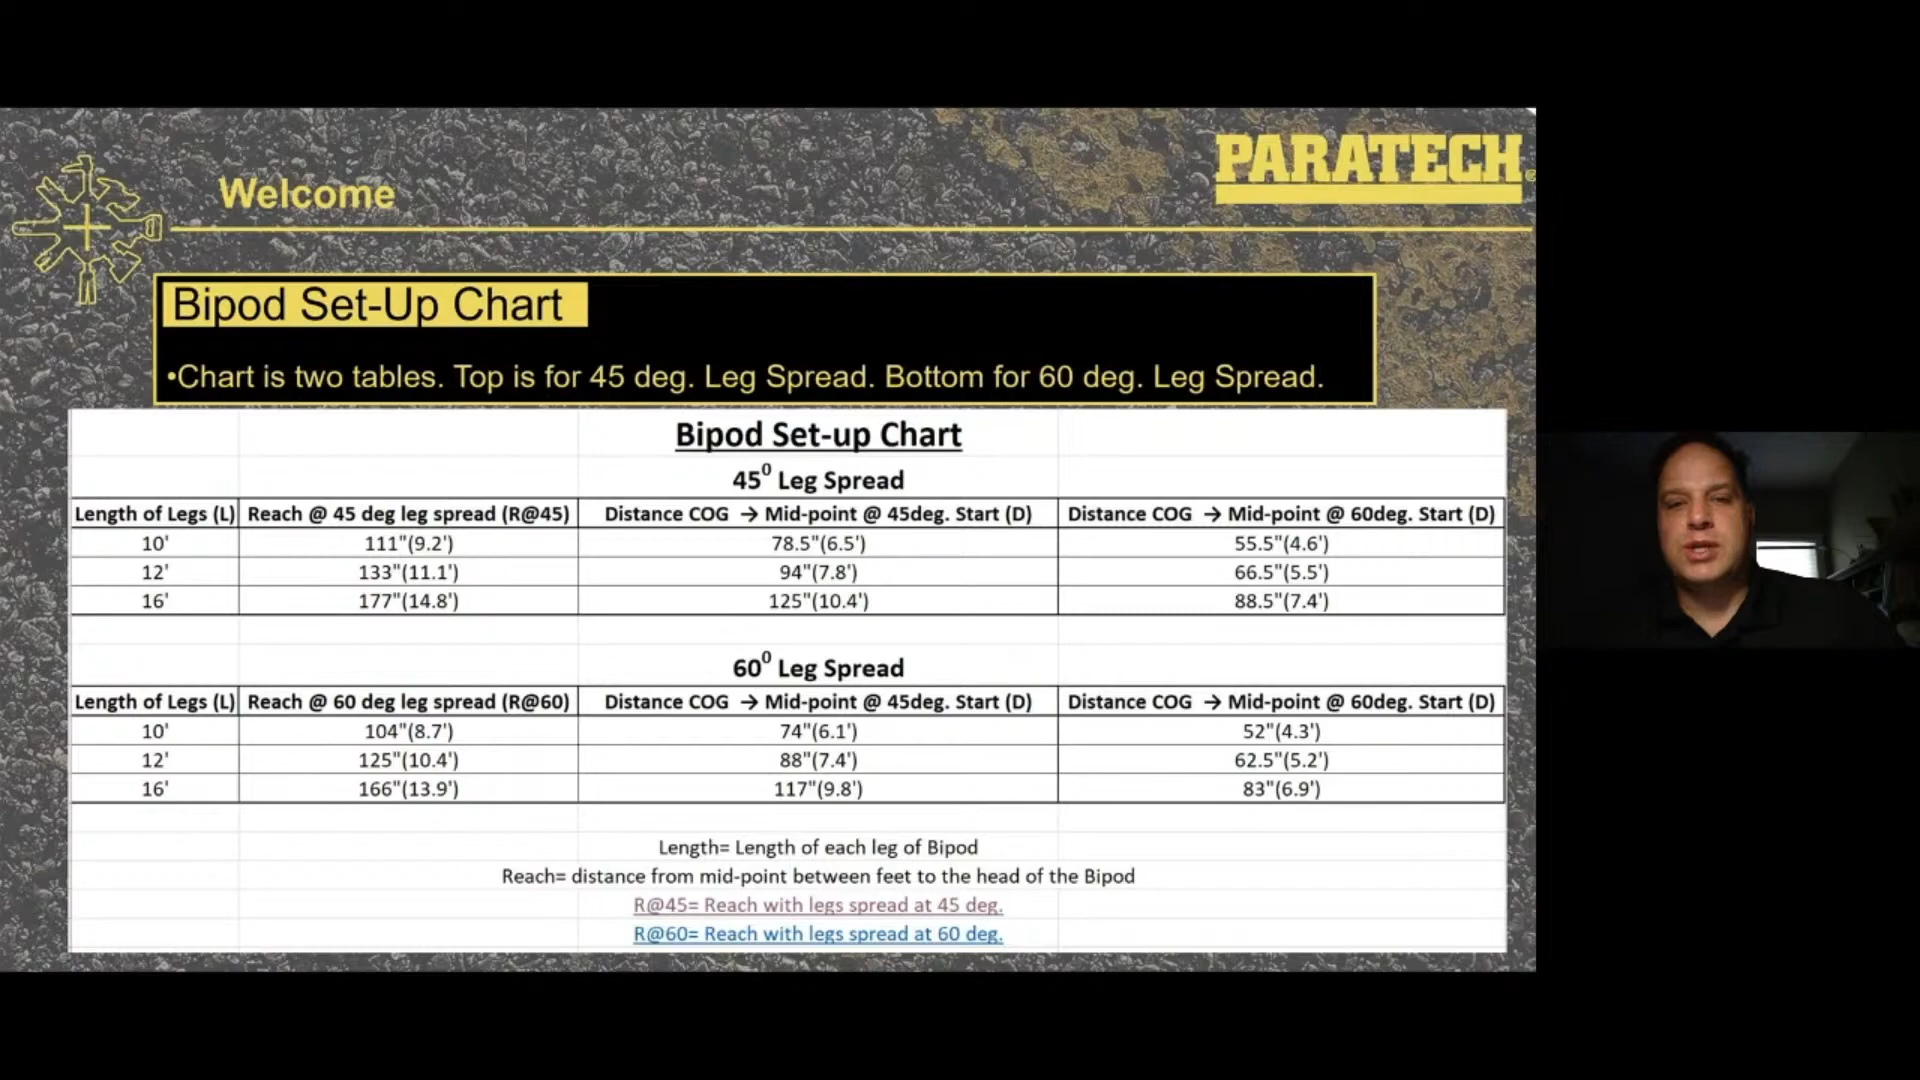 PARATECH
Welcome
Bipod Set-Up Chart
•Chart is two tables. Top is for 45 deg. Leg Spread. Bottom for 60 deg. Leg Spread.
Bipod Set-up Chart
45⁰ Leg Spread
Length of Legs (L) Reach @ 45 deg leg spread (R@45) Distance COG → Mid-point @ 45deg. Start (D) Distance COG → Mid-point @ 60deg. Start (D)
10' 111"(9.2') 78.5"(6.5') 55.5"(4.6')
12' 133"(11.1') 94"(7.8') 66.5"(5.5')
16' 177"(14.8') 125"(10.4') 88.5"(7.4')
60⁰ Leg Spread
Length of Legs (L) Reach @ 60 deg leg spread (R@60) Distance COG → Mid-point @ 45deg. Start (D) Distance COG → Mid-point @ 60deg. Start (D)
10' 104"(8.7') 74"(6.1') 52"(4.3')
12' 125"(10.4') 88"(7.4') 62.5"(5.2')
16' 166"(13.9') 117"(9.8') 83"(6.9')
Length= Length of each leg of Bipod
Reach= distance from mid-point between feet to the head of the Bipod
R@45= Reach with legs spread at 45 deg.
R@60= Reach with legs spread at 60 deg.